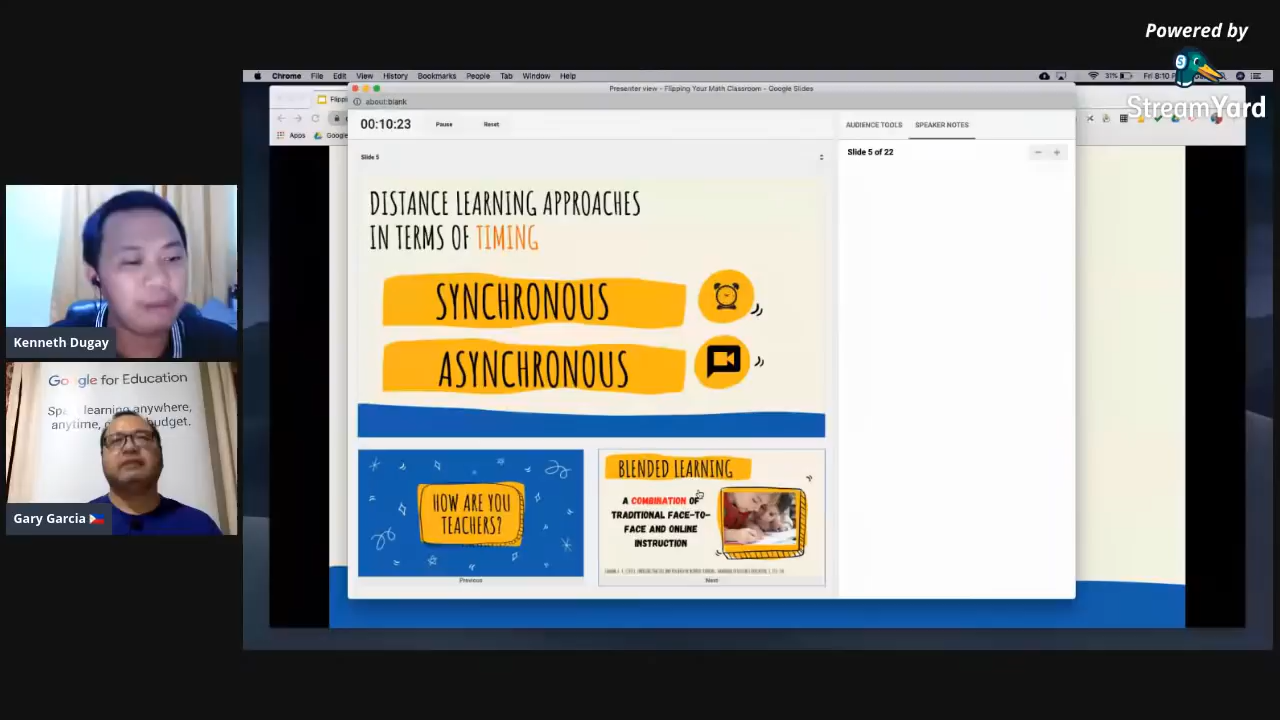 Powered by
StreamYard
Chrome File Edit View History Bookmarks People Tab Window Help
31%
Presenter view - Flipping Your Math Classroom - Google Slides
about:blank
00:10:23 Pause Reset
AUDIENCE TOOLS SPEAKER NOTES
Apps
Slide 5
Slide 5 of 22
DISTANCE LEARNING APPROACHES
IN TERMS OF TIMING
SYNCHRONOUS
ASYNCHRONOUS
Kenneth Dugay
Google for Education
learning anywhere,
Gary Garcia
HOW ARE YOU
TEACHERS?
Previous
BLENDED LEARNING
A COMBINATION OF
TRADITIONAL FACE-TO-
FACE AND ONLINE
INSTRUCTION
Next